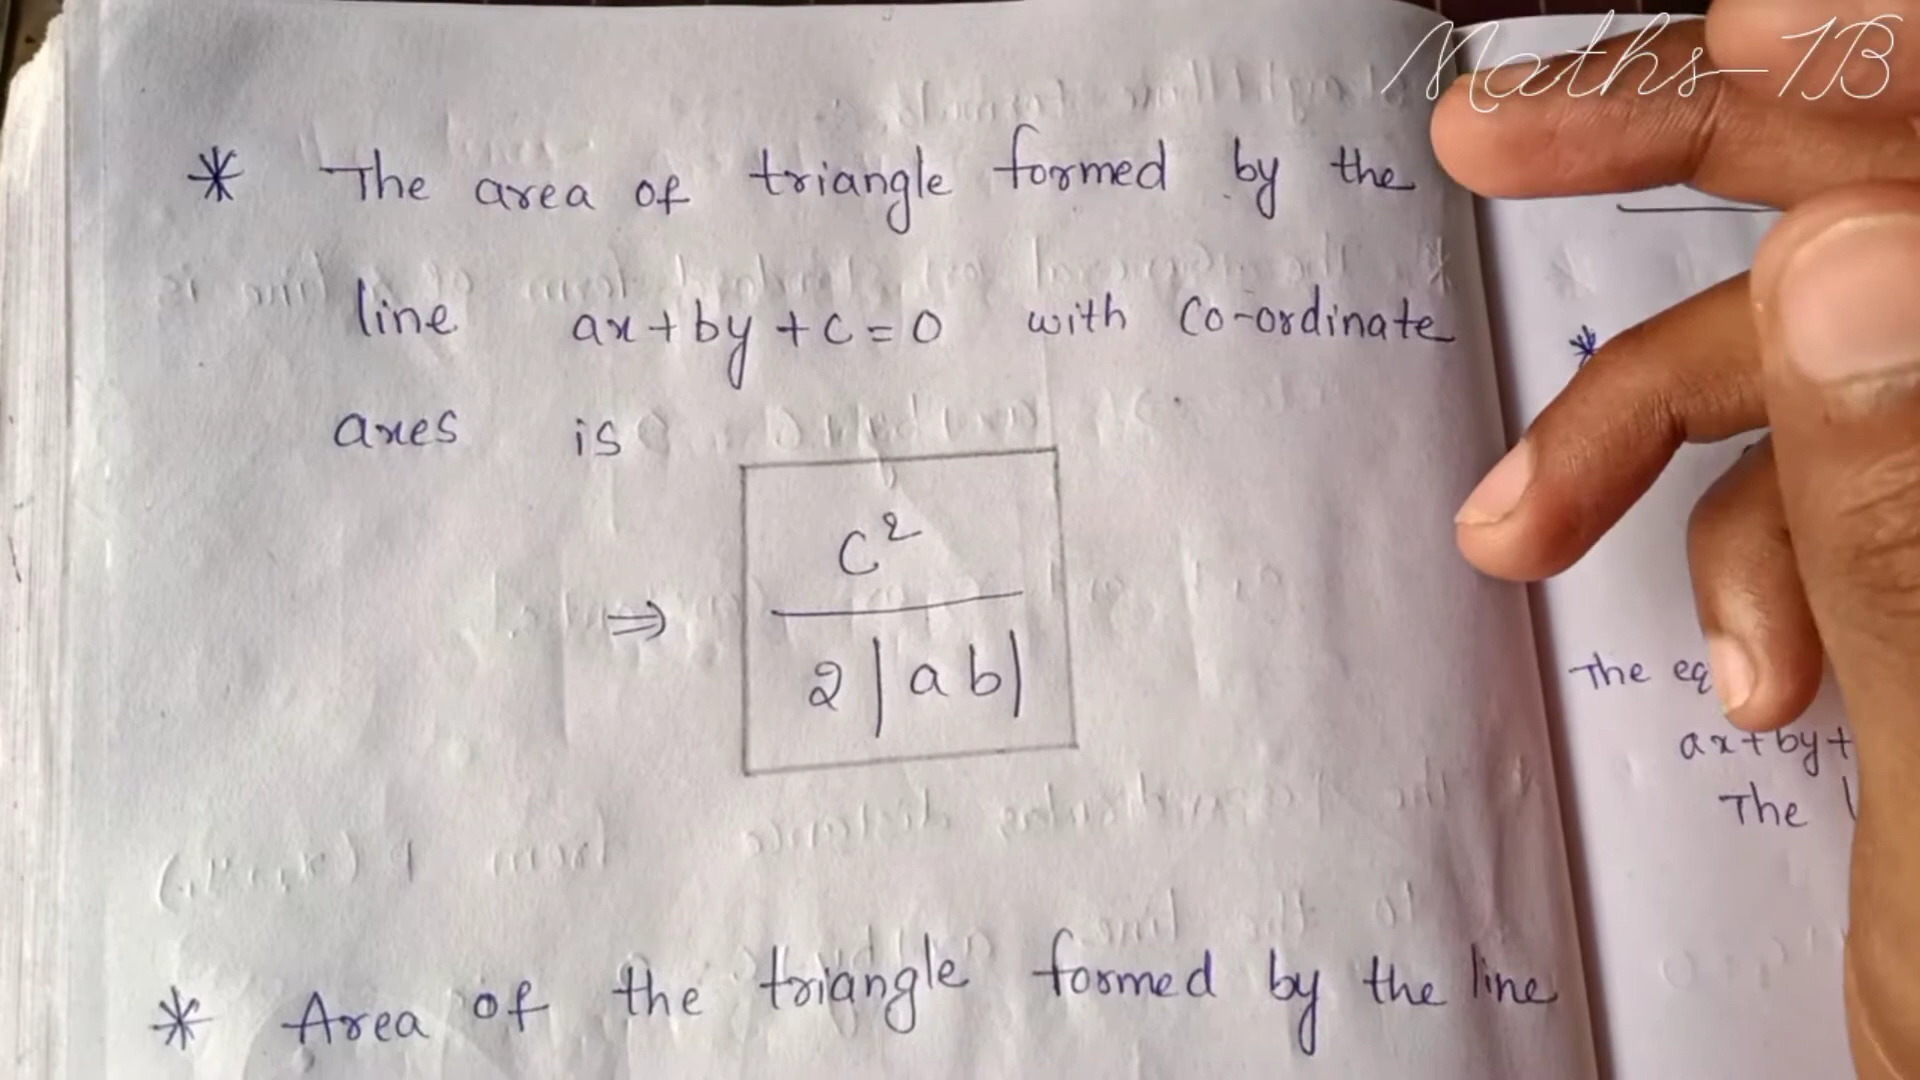 Maths-1B
* The area of triangle formed by the
line ax+by+c=0 with co-ordinate
axes is
⇒ c²
2|ab|
* Area of the triangle formed by the line
*
The eq
ax+by+
The